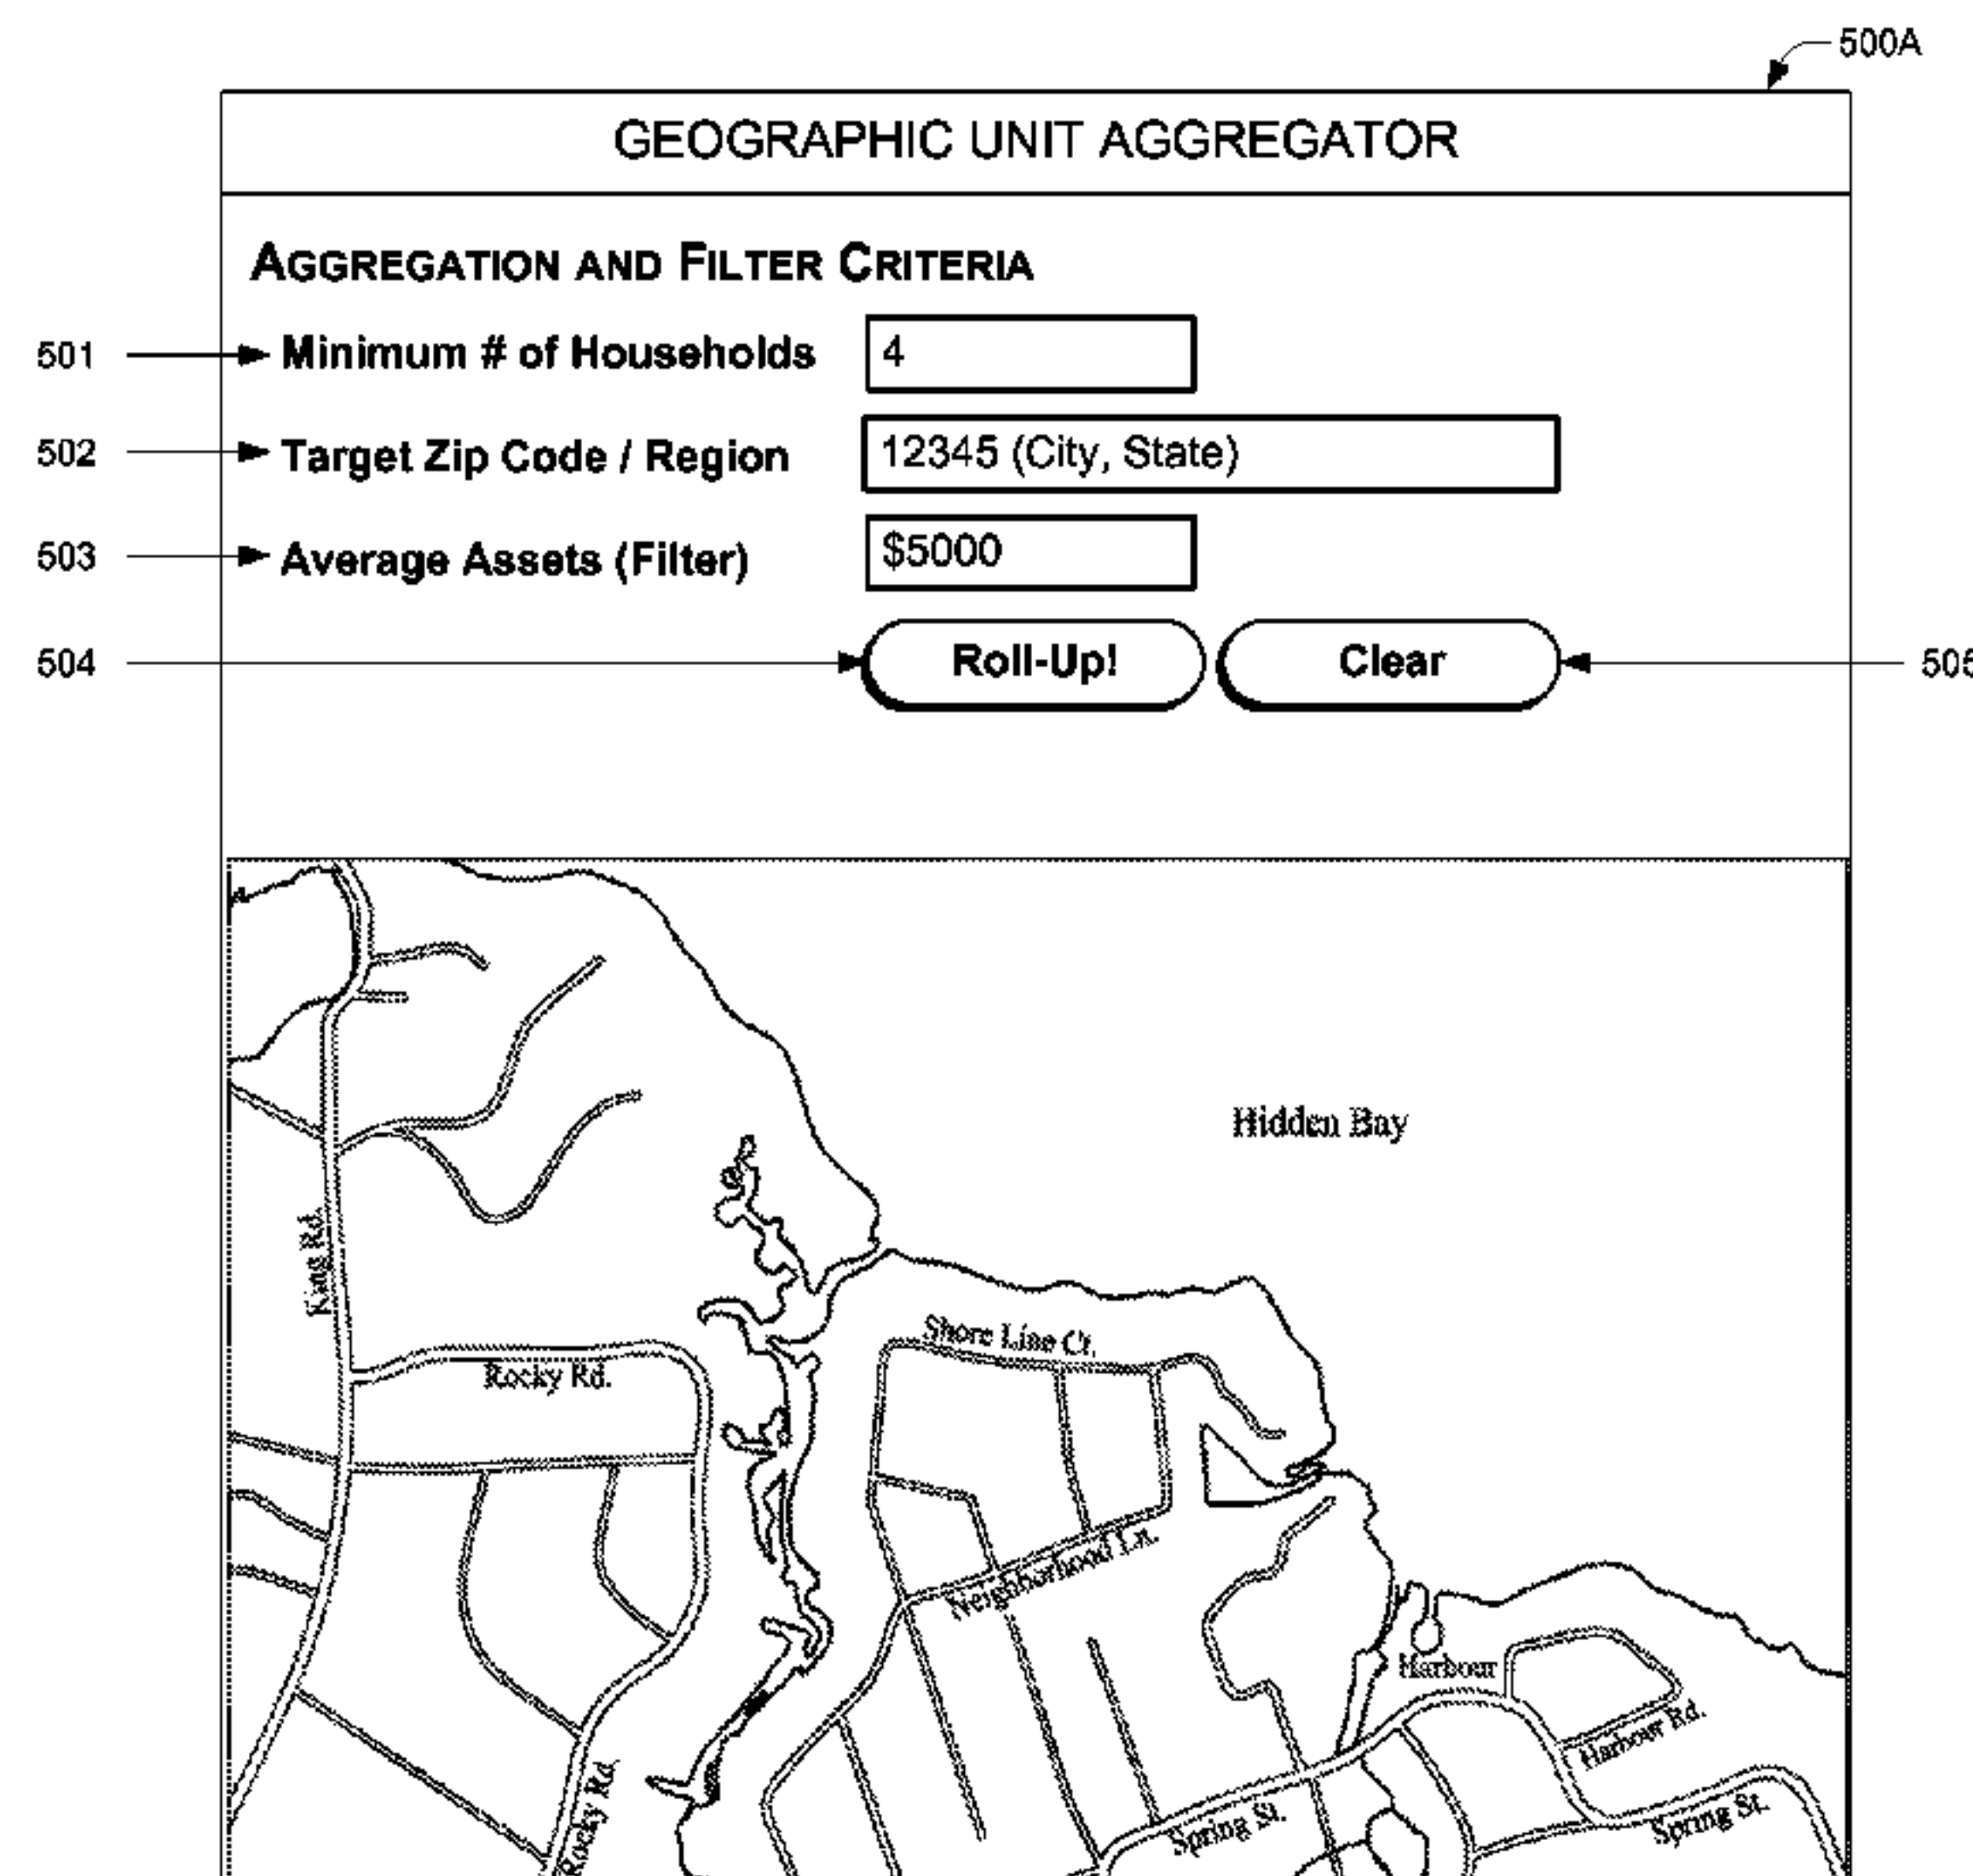 500A
GEOGRAPHIC UNIT AGGREGATOR
AGGREGATION AND FILTER CRITERIA
501 Minimum # of Households 4
502 Target Zip Code / Region 12345 (City, State)
503 Average Assets (Filter) $5000
504 Roll-Up! Clear 505
Hidden Bay
King Rd.
Shore Line Ct.
Rocky Rd.
Neighborhood Ln.
Harbour
Harbour Rd.
Rocky Rd.
Spring St.
Spring St.